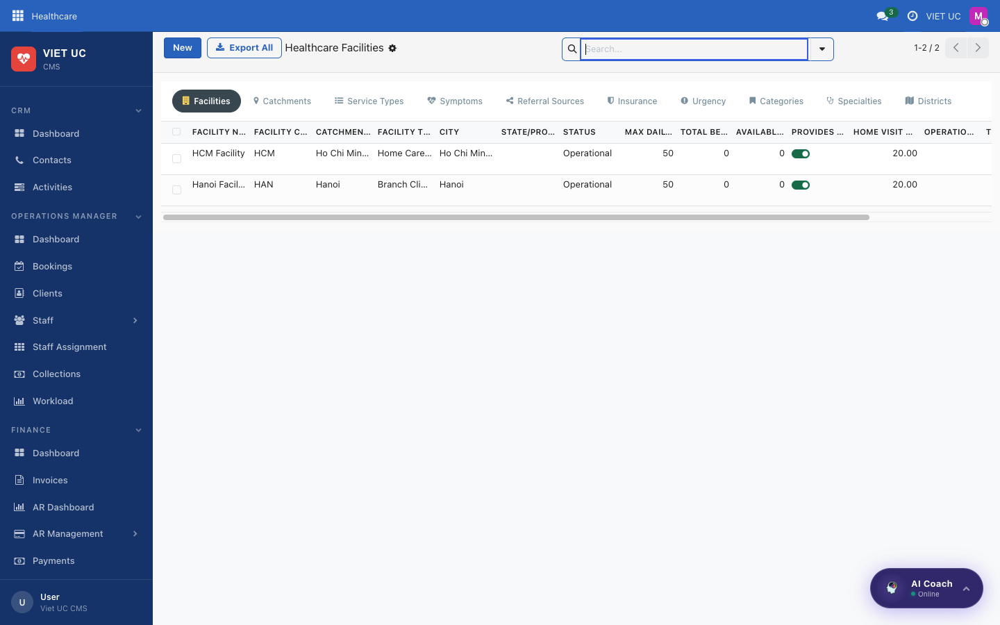 Healthcare
3
VIET UC
M
VIET UC
CMS
New
Export All
Healthcare Facilities
Search...
1-2 / 2
Facilities
Catchments
Service Types
Symptoms
Referral Sources
Insurance
Urgency
Categories
Specialties
Districts
FACILITY N... FACILITY C... CATCHMEN... FACILITY T... CITY STATE/PRO... STATUS MAX DAIL... TOTAL BE... AVAILABL... PROVIDES ... HOME VISIT ... OPERATIO... T
HCM Facility HCM Ho Chi Min... Home Care... Ho Chi Min... Operational 50 0 0 20.00
Hanoi Facil... HAN Hanoi Branch Cli... Hanoi Operational 50 0 0 20.00
CRM
Dashboard
Contacts
Activities
OPERATIONS MANAGER
Dashboard
Bookings
Clients
Staff
Staff Assignment
Collections
Workload
FINANCE
Dashboard
Invoices
AR Dashboard
AR Management
Payments
U
User
Viet UC CMS
AI Coach
Online